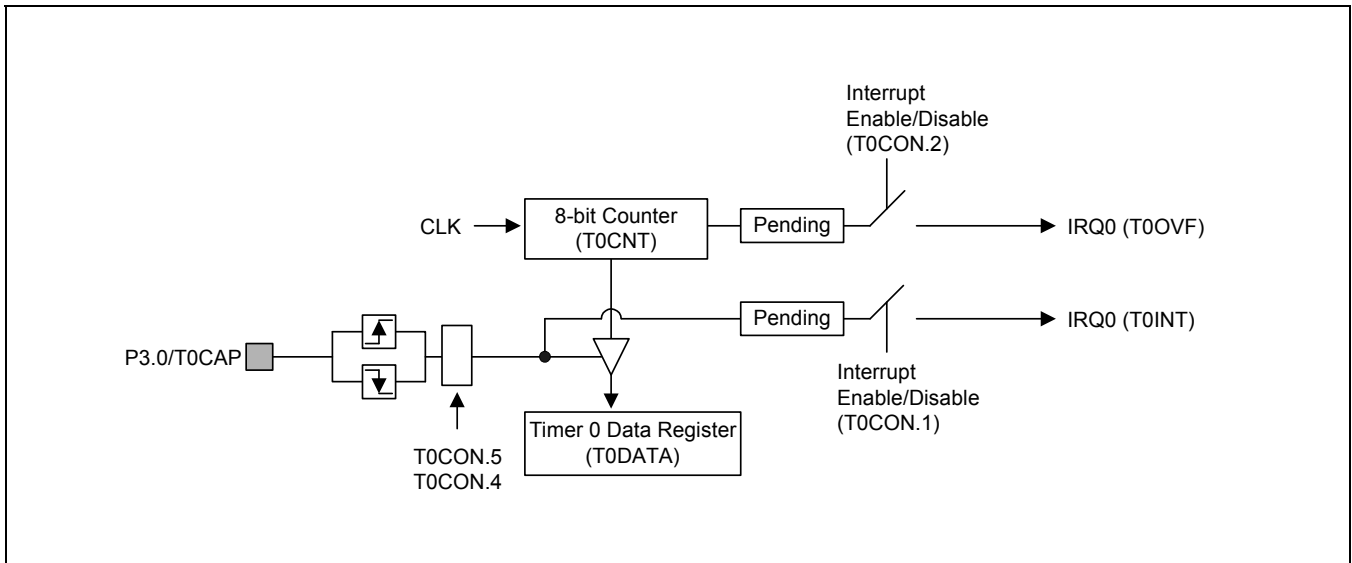 Interrupt
Enable/Disable
(T0CON.2)
CLK
8-bit Counter
(T0CNT)
Pending
IRQ0 (T0OVF)
Pending
IRQ0 (T0INT)
P3.0/T0CAP
Interrupt
Enable/Disable
(T0CON.1)
Timer 0 Data Register
(T0DATA)
T0CON.5
T0CON.4